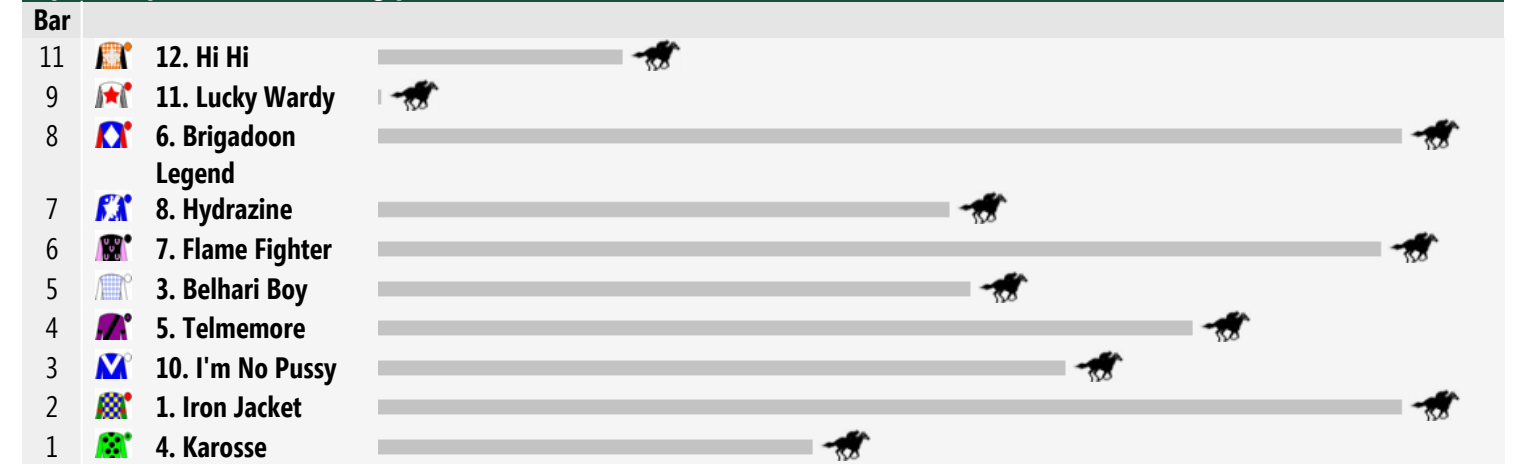 Bar
11 12. Hi Hi
9 11. Lucky Wardy
8 6. Brigadoon
Legend
7 8. Hydrazine
6 7. Flame Fighter
5 3. Belhari Boy
4 5. Telmemore
3 10. I'm No Pussy
2 1. Iron Jacket
1 4. Karosse